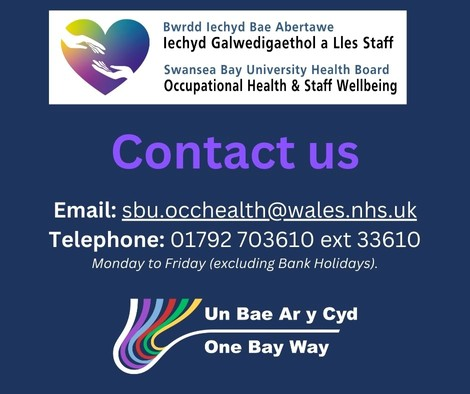 Bwrdd Iechyd Bae Abertawe
Iechyd Galwedigaethol a Lles Staff
Swansea Bay University Health Board
Occupational Health & Staff Wellbeing
Contact us
Email: sbu.occhealth@wales.nhs.uk
Telephone: 01792 703610 ext 33610
Monday to Friday (excluding Bank Holidays).
Un Bae Ar y Cyd
One Bay Way